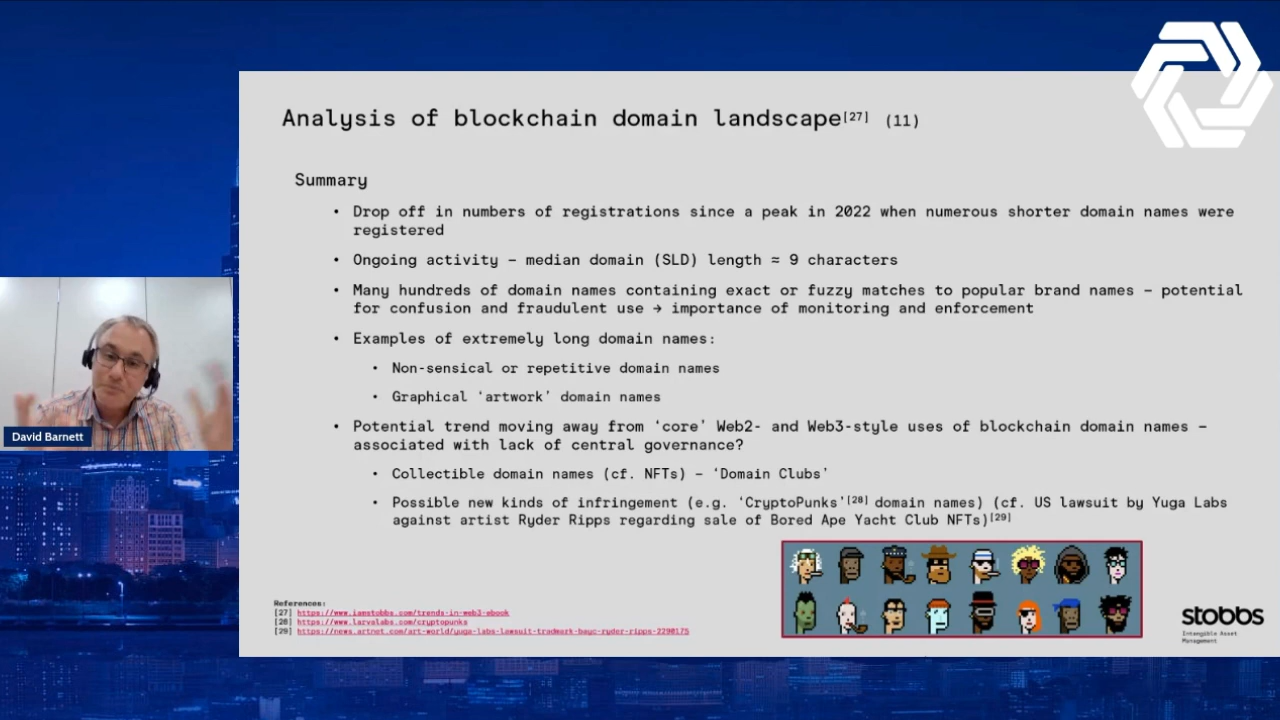 Analysis of blockchain domain landscape[27] (11)
Summary
• Drop off in numbers of registrations since a peak in 2022 when numerous shorter domain names were
registered
• Ongoing activity – median domain (SLD) length ≈ 9 characters
• Many hundreds of domain names containing exact or fuzzy matches to popular brand names – potential
for confusion and fraudulent use → importance of monitoring and enforcement
• Examples of extremely long domain names:
• Non-sensical or repetitive domain names
• Graphical ‘artwork’ domain names
• Potential trend moving away from ‘core’ Web2- and Web3-style uses of blockchain domain names –
associated with lack of central governance?
• Collectible domain names (cf. NFTs) – ‘Domain Clubs’
• Possible new kinds of infringement (e.g. ‘CryptoPunks’[28] domain names) (cf. US lawsuit by Yuga Labs
against artist Ryder Ripps regarding sale of Bored Ape Yacht Club NFTs)[29]
David Barnett
References:
[27] https://www.iamstobbs.com/trends-in-web3-ebook
[28] https://www.larvalabs.com/cryptopunks
[29] https://news.artnet.com/art-world/yuga-labs-lawsuit-tradmark-bayc-ryder-ripps-2298175
stobbs
Intangible Asset
Management